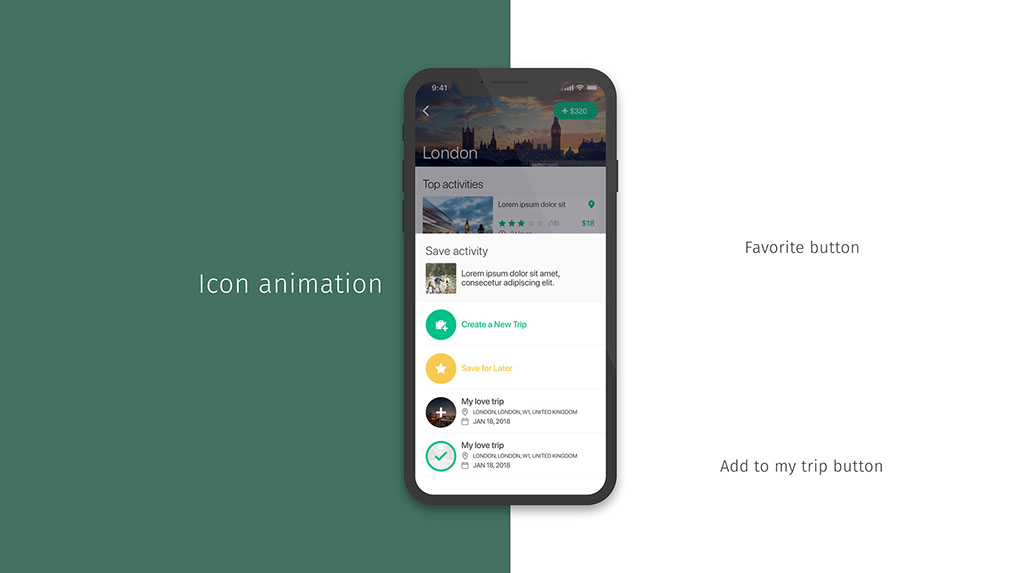 Icon animation
9:41
$320
London
Top activities
Lorem ipsum dolor sit
(18)
$18
Save activity
Lorem ipsum dolor sit amet,
consectur adipiscing elit.
Create a New Trip
Save for Later
My love trip
LONDON, LONDON, W1, UNITED KINGDOM
JAN 18, 2018
My love trip
LONDON, LONDON, W1, UNITED KINGDOM
JAN 18, 2018
Favorite button
Add to my trip button